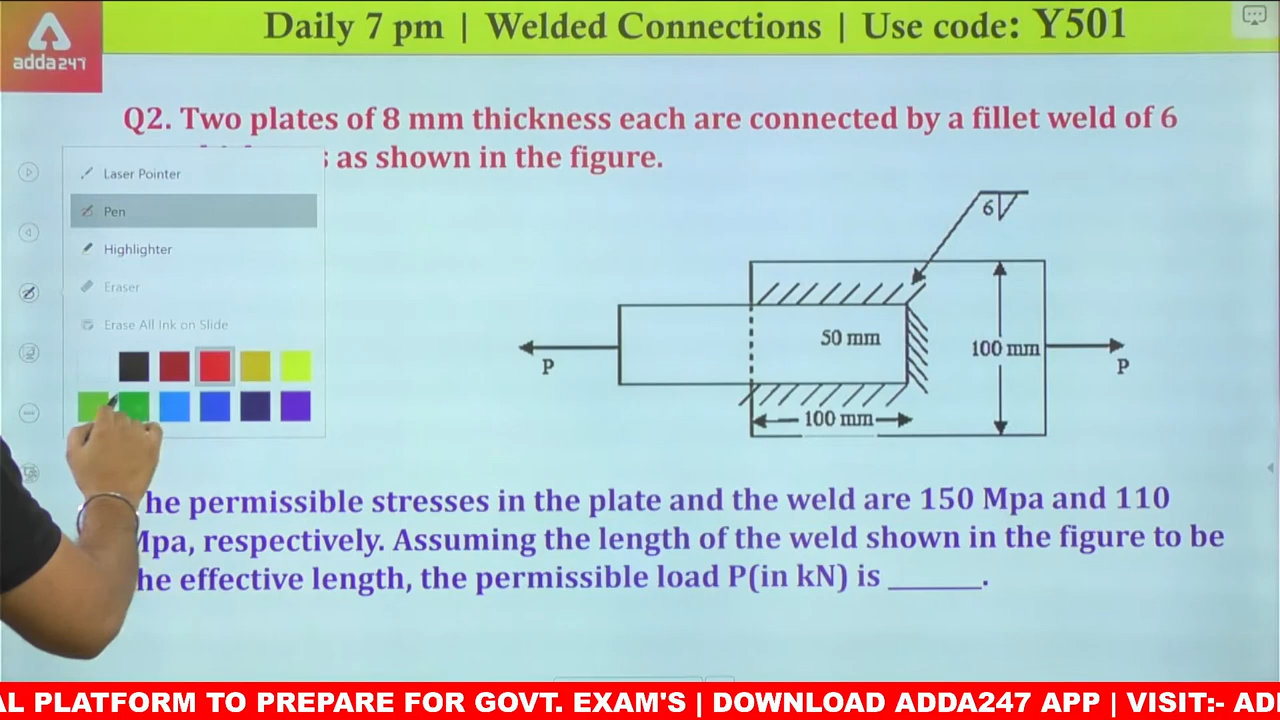 Daily 7 pm | Welded Connections | Use code: Y501
adda247
Q2. Two plates of 8 mm thickness each are connected by a fillet weld of 6
as shown in the figure.
Laser Pointer
Pen
Highlighter
Eraser
Erase All Ink on Slide
6
50 mm
100 mm
P
P
100 mm
he permissible stresses in the plate and the weld are 150 Mpa and 110
Mpa, respectively. Assuming the length of the weld shown in the figure to be
he effective length, the permissible load P(in kN) is ______.
AL PLATFORM TO PREPARE FOR GOVT. EXAM'S | DOWNLOAD ADDA247 APP | VISIT:- AD